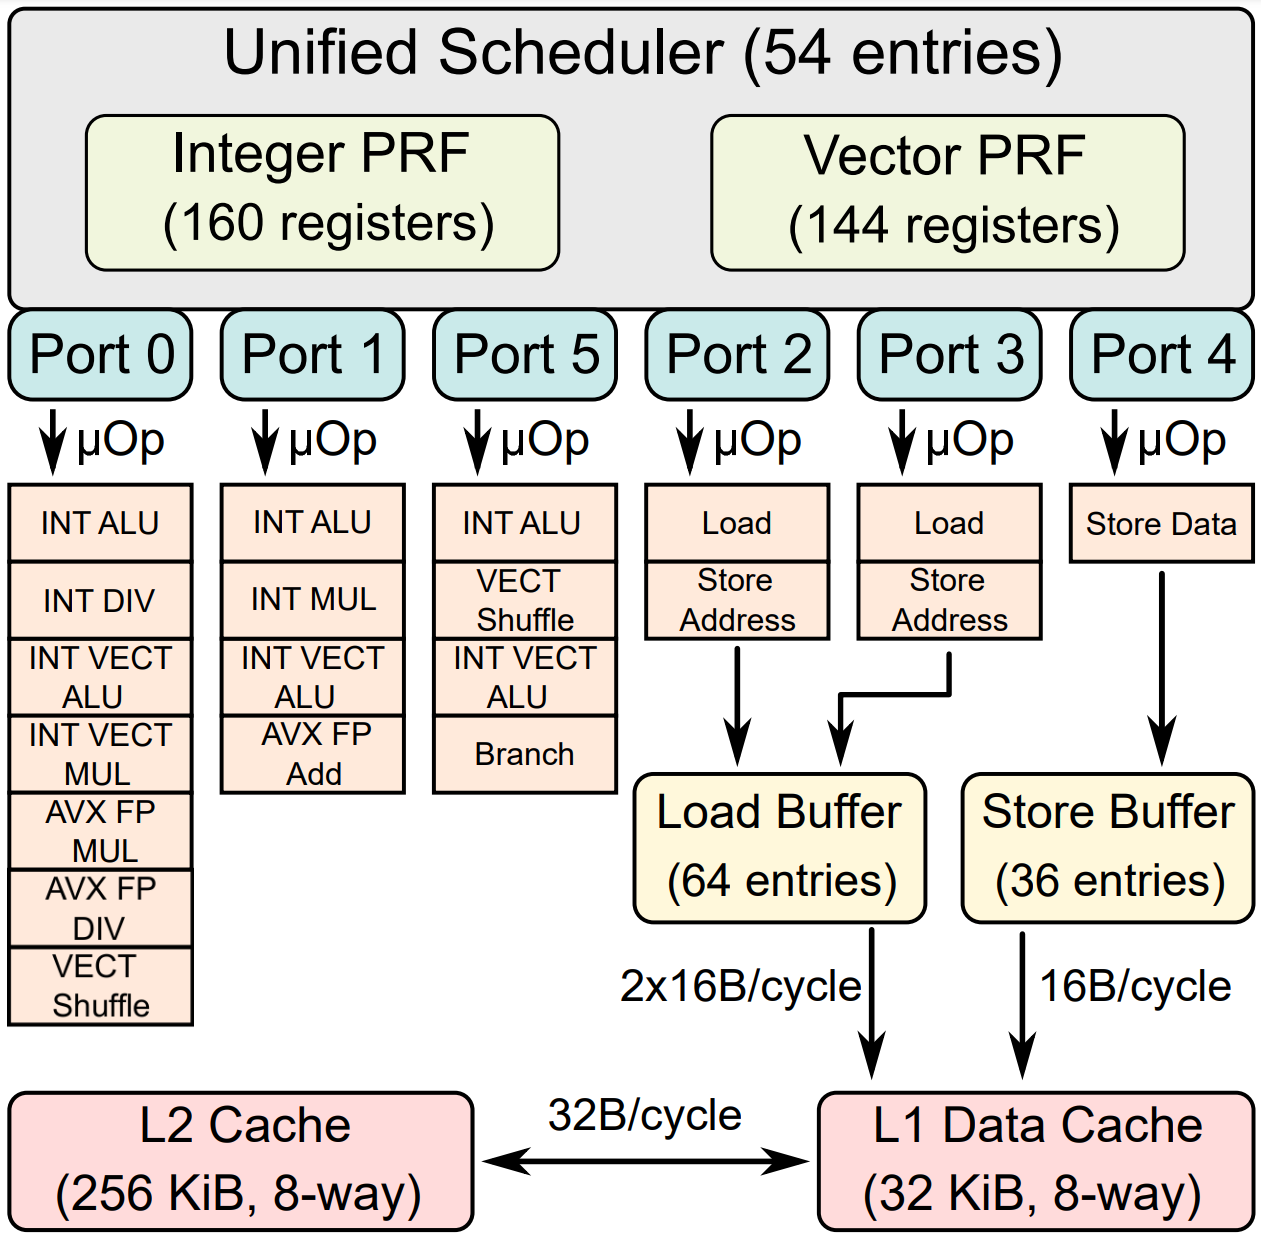 Unified Scheduler (54 entries)
Integer PRF
(160 registers)
Vector PRF
(144 registers)
Port 0
Port 1
Port 5
Port 2
Port 3
Port 4
µOp
µOp
µOp
µOp
µOp
µOp
INT ALU
INT DIV
INT VECT
ALU
INT VECT
MUL
AVX FP
MUL
AVX FP
DIV
VECT
Shuffle
INT ALU
INT MUL
INT VECT
ALU
AVX FP
Add
INT ALU
VECT
Shuffle
INT VECT
ALU
Branch
Load
Store
Address
Load
Store
Address
Store Data
Load Buffer
(64 entries)
Store Buffer
(36 entries)
2x16B/cycle
16B/cycle
L2 Cache
(256 KiB, 8-way)
32B/cycle
L1 Data Cache
(32 KiB, 8-way)